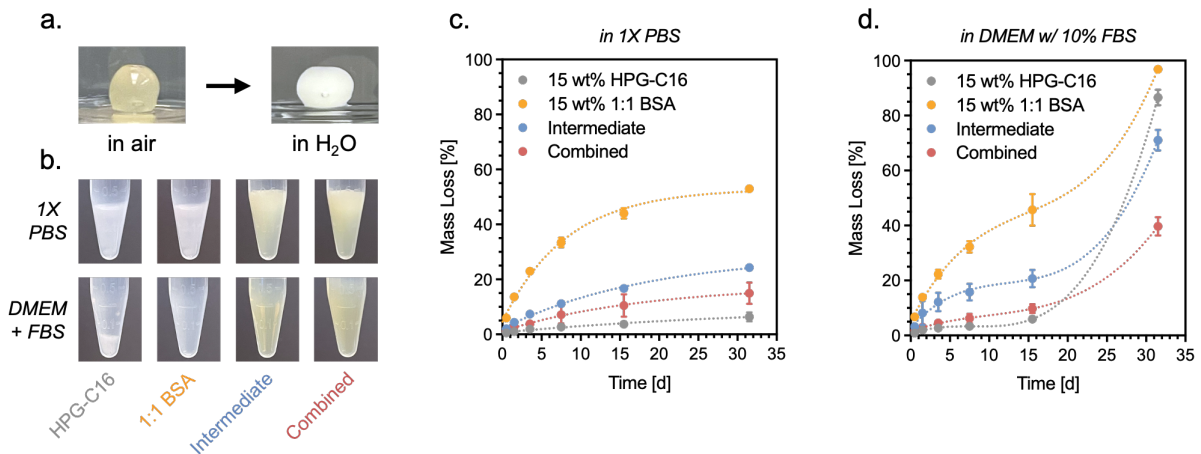 a.
in air
in H2O
b.
1X
PBS
DMEM
+ FBS
HPG-C16
1:1 BSA
Intermediate
Combined
c.
in 1X PBS
15 wt% HPG-C16
15 wt% 1:1 BSA
Intermediate
Combined
Mass Loss [%]
100
80
60
40
20
0
0 5 10 15 20 25 30 35
Time [d]
d.
in DMEM w/ 10% FBS
15 wt% HPG-C16
15 wt% 1:1 BSA
Intermediate
Combined
Mass Loss [%]
100
80
60
40
20
0
0 5 10 15 20 25 30 35
Time [d]